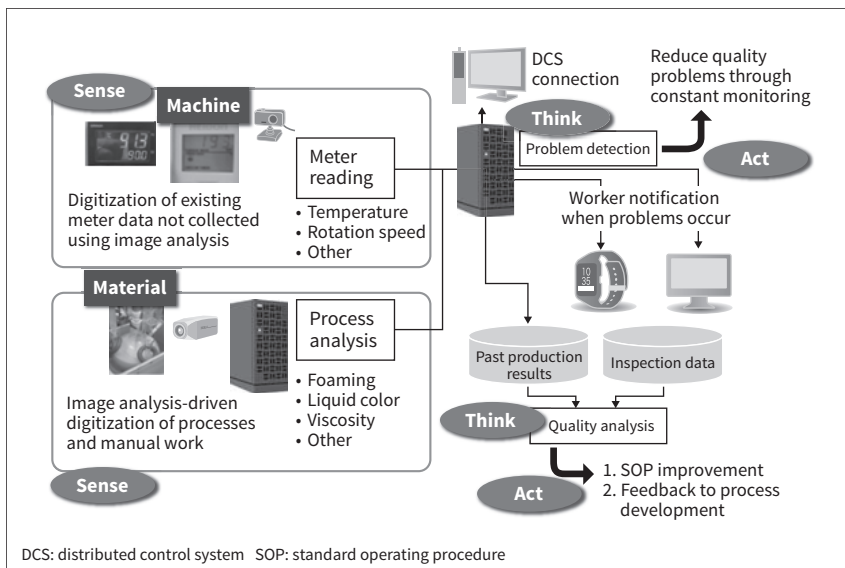 Sense
Machine
913
Meter
reading
Digitization of existing
meter data not collected
using image analysis
• Temperature
• Rotation speed
• Other
Material
Process
analysis
Image analysis-driven
digitization of processes
and manual work
• Foaming
• Liquid color
• Viscosity
• Other
Sense
DCS
connection
Think
Problem detection
Reduce quality
problems through
constant monitoring
Act
Worker notification
when problems occur
10
35
Past production
results
Inspection data
Think
Quality analysis
Act
1. SOP improvement
2. Feedback to process
development
DCS: distributed control system SOP: standard operating procedure